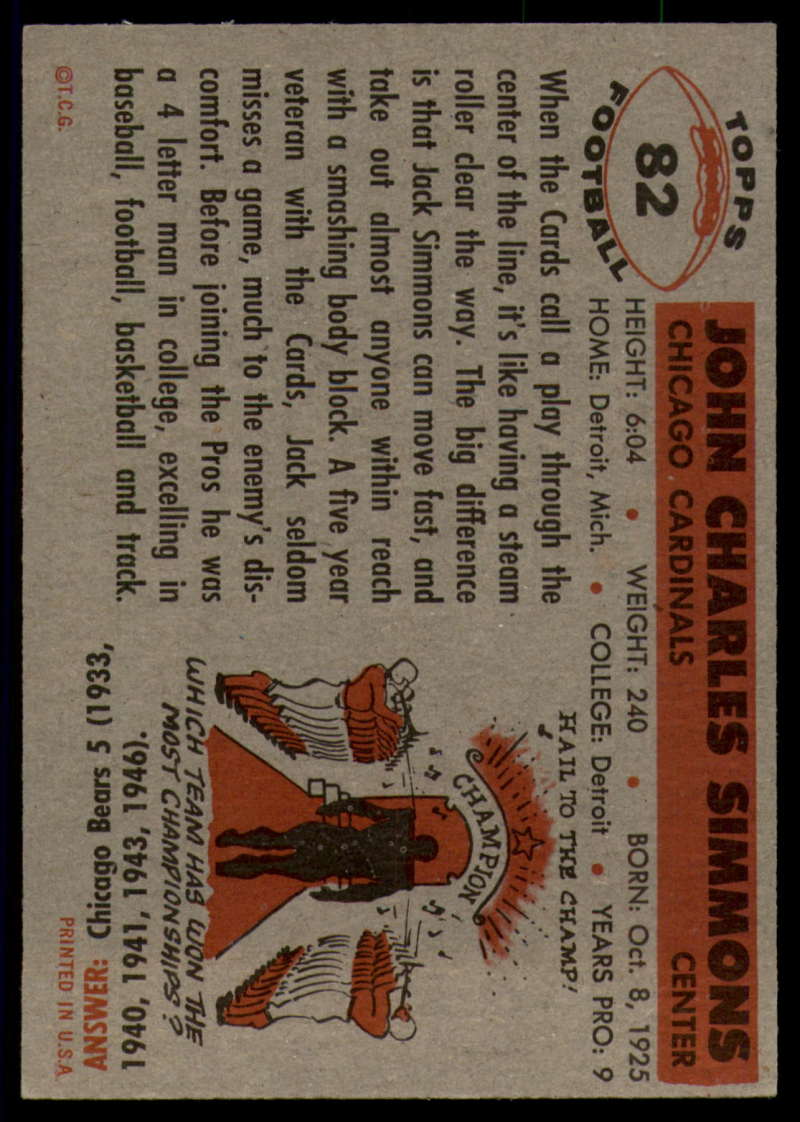 TOPPS
82
FOOTBALL
JOHN CHARLES SIMMONS
CHICAGO CARDINALS CENTER
HEIGHT: 6:04 • WEIGHT: 240 • BORN: Oct. 8, 1925
HOME: Detroit, Mich. • COLLEGE: Detroit • YEARS PRO: 9
When the Cards call a play through the
center of the line, it's like having a steam
roller clear the way. The big difference
is that Jack Simmons can move fast, and
take out almost anyone within reach
with a smashing body block. A five year
veteran with the Cards, Jack seldom
misses a game, much to the enemy's dis-
comfort. Before joining the Pros he was
a 4 letter man in college, excelling in
baseball, football, basketball and track.
©T.C.G.
HAIL TO THE CHAMP!
CHAMPION
WHICH TEAM HAS WON THE
MOST CHAMPIONSHIPS?
ANSWER: Chicago Bears 5 (1933,
1940, 1941, 1943, 1946).
PRINTED IN U.S.A